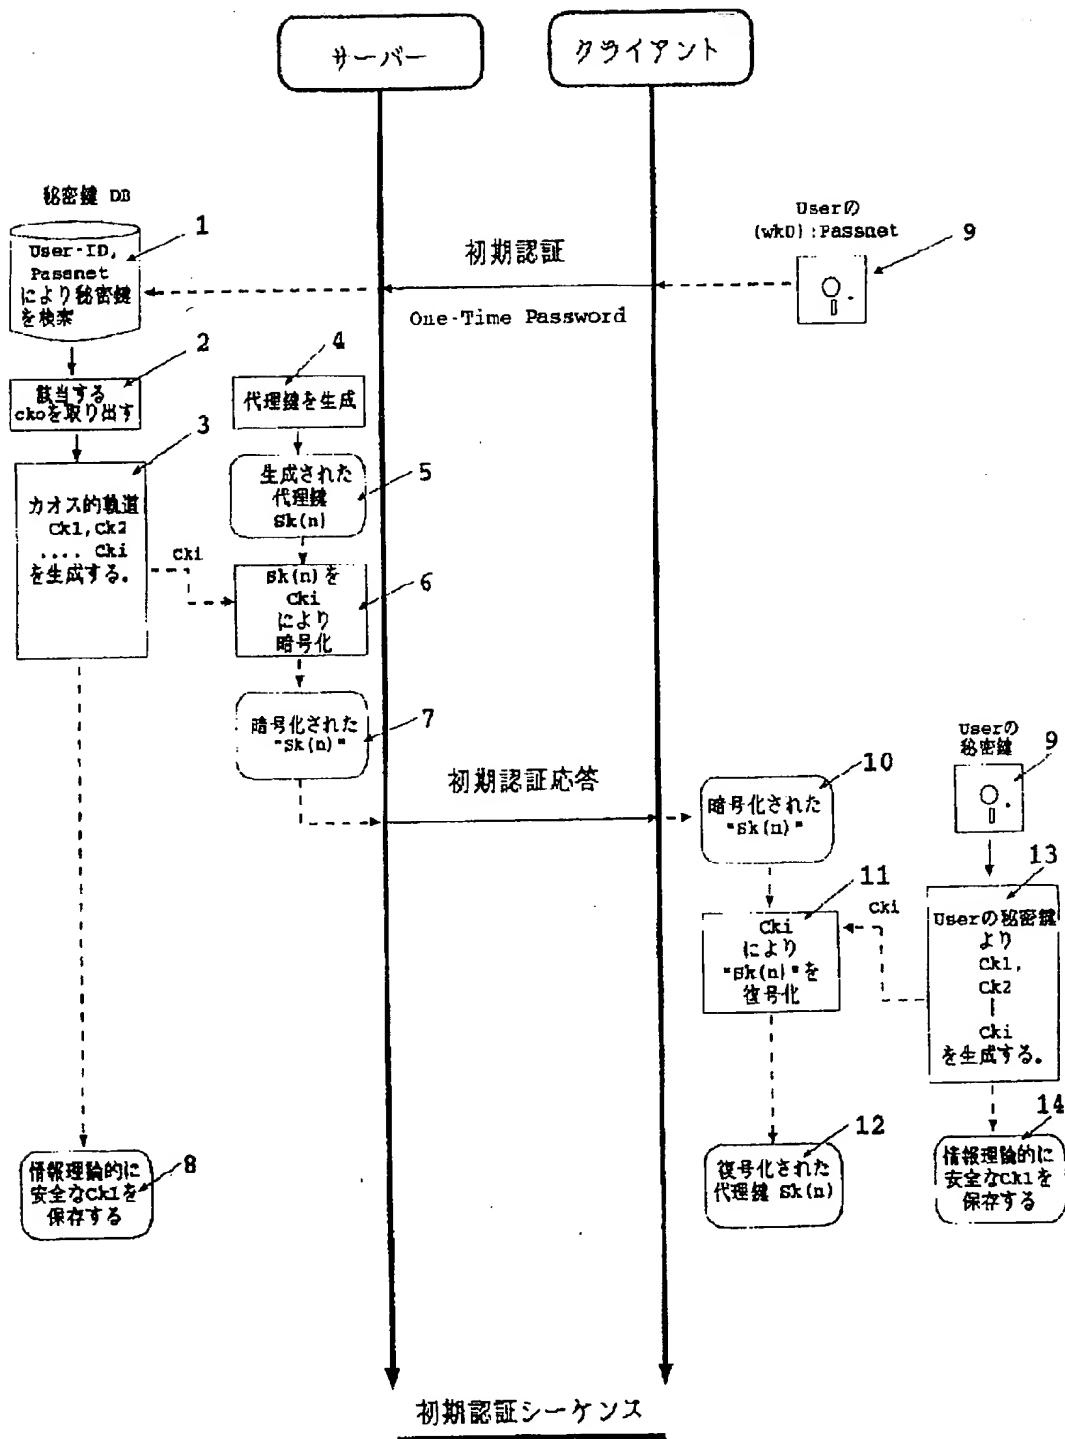 サーバー
クライアント
秘密鍵 DB
1
User-ID,
Passnet
により秘密鍵
を検索
初期認証
One-Time Password
Userの
(wk0):Passnet
9
2
該当する
ckoを取り出す
4
代理鍵を生成
3
カオス的軌道
Ck1,Ck2
.... Cki
を生成する。
Cki
5
生成された
代理鍵
Sk(n)
6
Sk(n)を
Cki
により
暗号化
7
暗号化された
"Sk(n)"
初期認証応答
10
暗号化された
"Sk(n)"
Userの
秘密鍵
9
11
Cki
により
"Sk(n)"を
復号化
Cki
13
Userの秘密鍵
より
Ck1,
Ck2
|
Cki
を生成する。
8
情報理論的に
安全なCkiを
保存する
12
復号化された
代理鍵 Sk(n)
14
情報理論的に
安全なCkiを
保存する
初期認証シーケンス